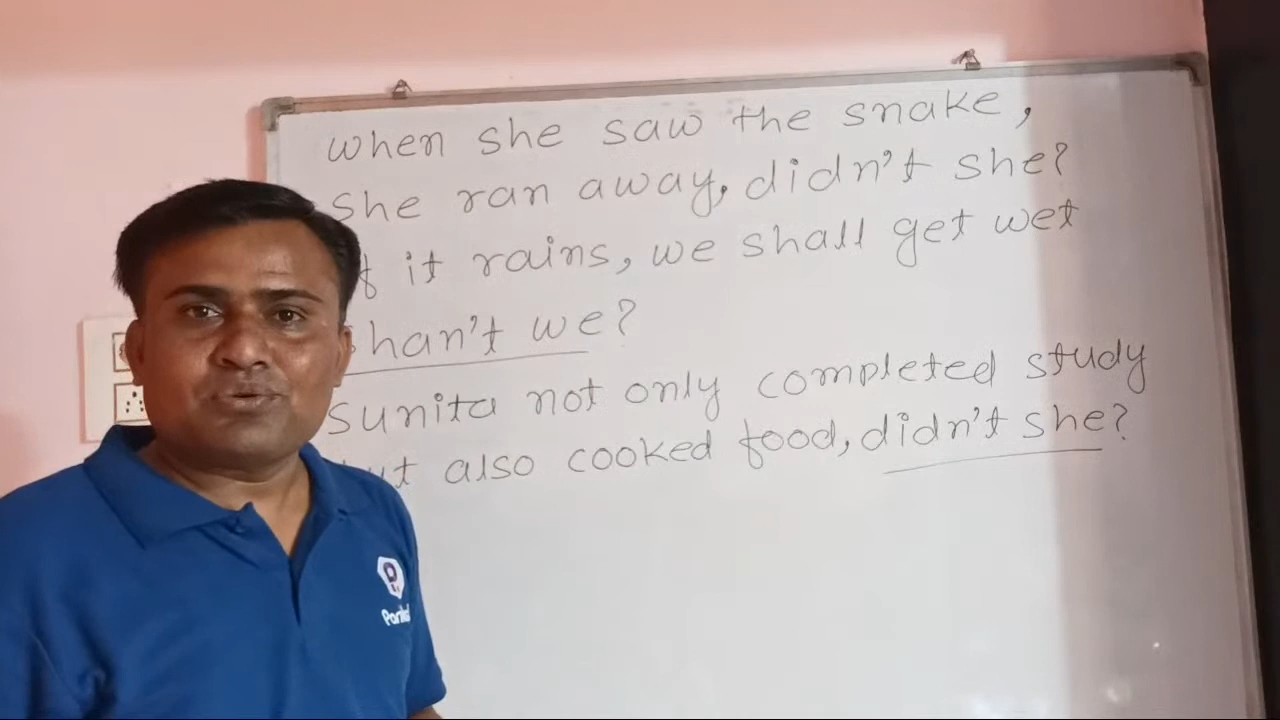 when she saw the snake,
she ran away, didn't she?
it rains, we shall get wet
shan't we?
sunita not only completed study
also cooked food, didn't she?